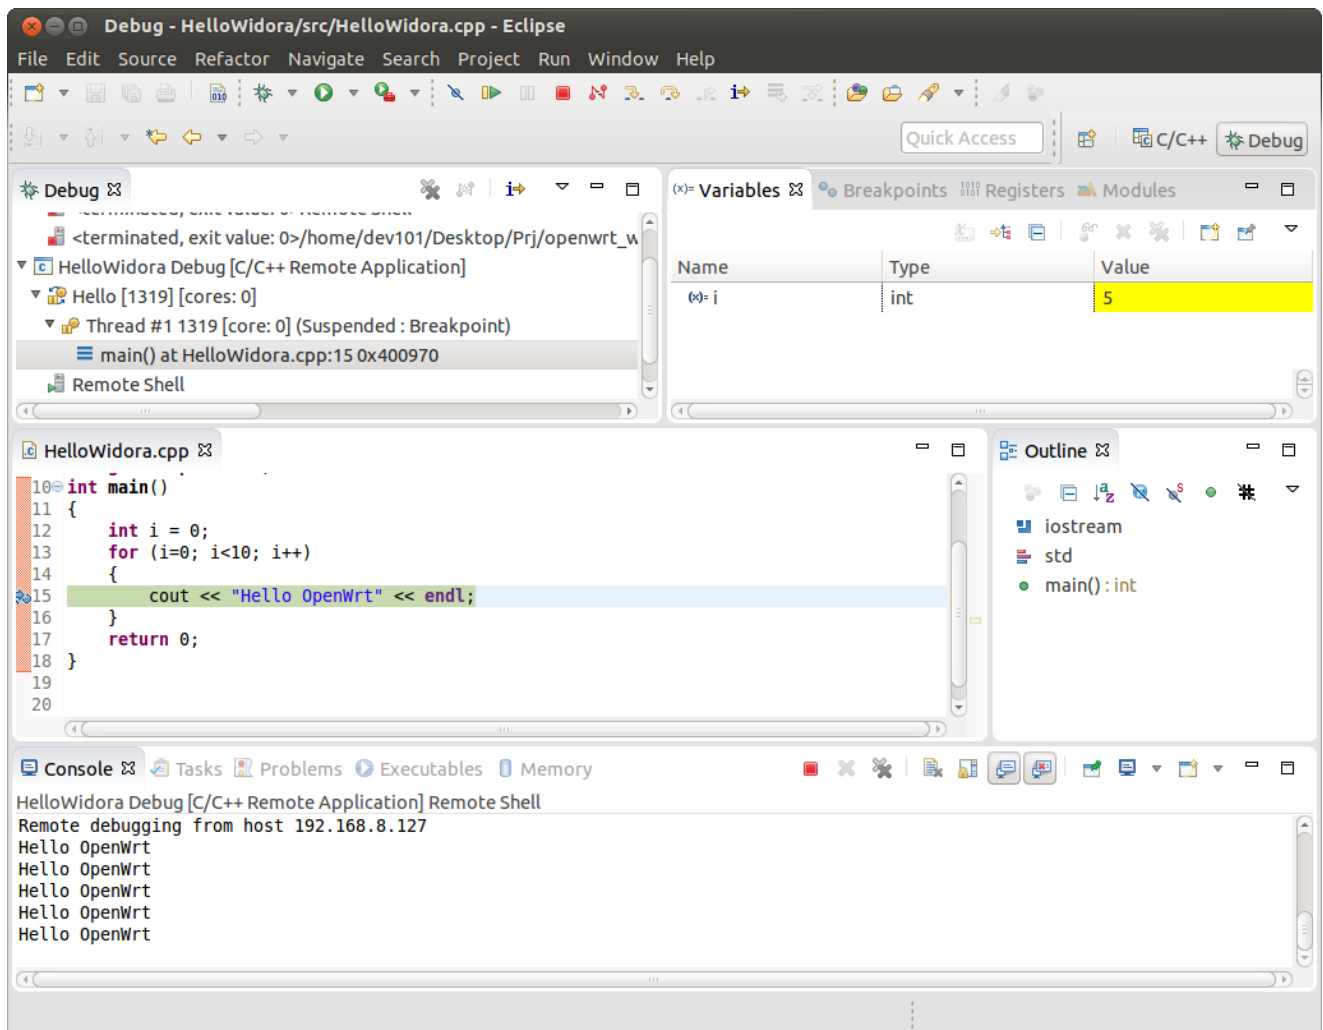 Debug - HelloWidora/src/HelloWidora.cpp - Eclipse
File Edit Source Refactor Navigate Search Project Run Window Help
Quick Access C/C++ Debug
Debug
<terminated, exit value: 0> Remote Shell
<terminated, exit value: 0>/home/dev101/Desktop/Prj/openwrt_w
HelloWidora Debug [C/C++ Remote Application]
Hello [1319] [cores: 0]
Thread #1 1319 [core: 0] (Suspended : Breakpoint)
main() at HelloWidora.cpp:15 0x400970
Remote Shell
(x)= Variables Breakpoints Registers Modules
Name Type Value
(x)= i int 5
HelloWidora.cpp
10 int main()
11 {
12 int i = 0;
13 for (i=0; i<10; i++)
14 {
15 cout << "Hello OpenWrt" << endl;
16 }
17 return 0;
18 }
19
20
Outline
iostream
std
main() : int
Console Tasks Problems Executables Memory
HelloWidora Debug [C/C++ Remote Application] Remote Shell
Remote debugging from host 192.168.8.127
Hello OpenWrt
Hello OpenWrt
Hello OpenWrt
Hello OpenWrt
Hello OpenWrt